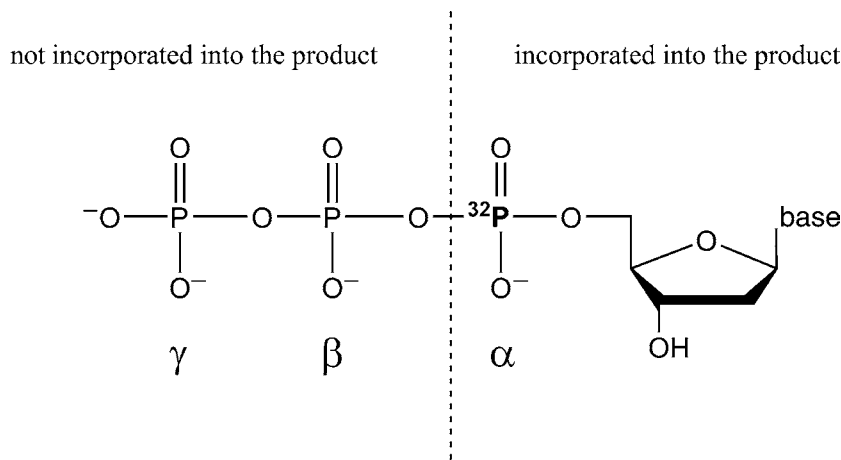 not incorporated into the product
incorporated into the product
O O O
⁻O P O P O ³²P O base
O
O⁻ O⁻ O⁻
OH
γ β α